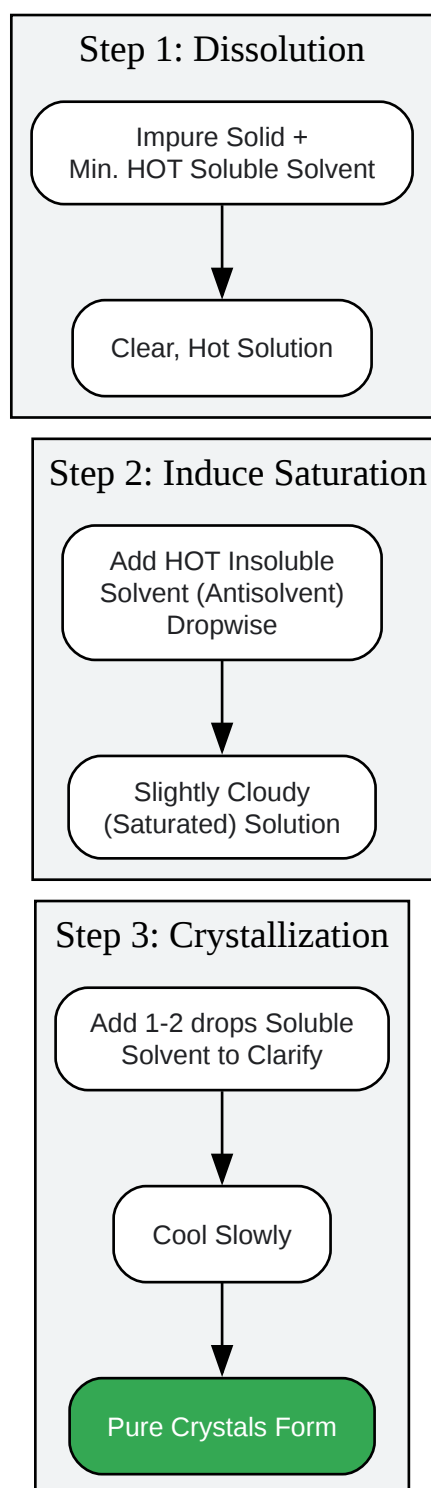 Step 1: Dissolution
Impure Solid +
Min. HOT Soluble Solvent
Clear, Hot Solution
Step 2: Induce Saturation
Add HOT Insoluble
Solvent (Antisolvent)
Dropwise
Slightly Cloudy
(Saturated) Solution
Step 3: Crystallization
Add 1-2 drops Soluble
Solvent to Clarify
Cool Slowly
Pure Crystals Form